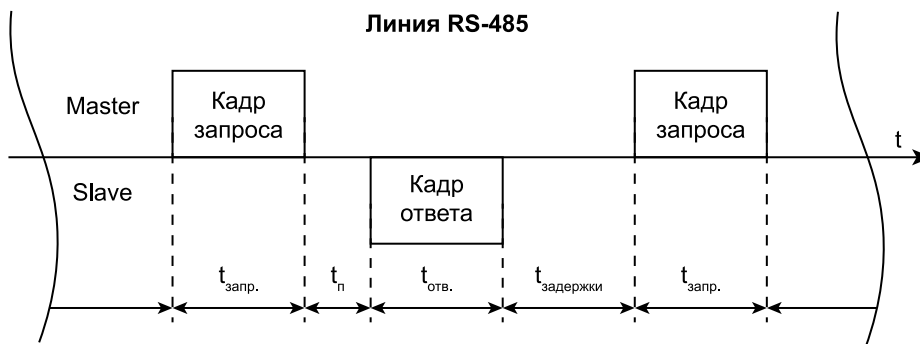 Линия RS-485
Master
Кадр
запроса
Кадр
запроса
t
Slave
Кадр
ответа
tзапр.
tп
tотв.
tзадержки
tзапр.